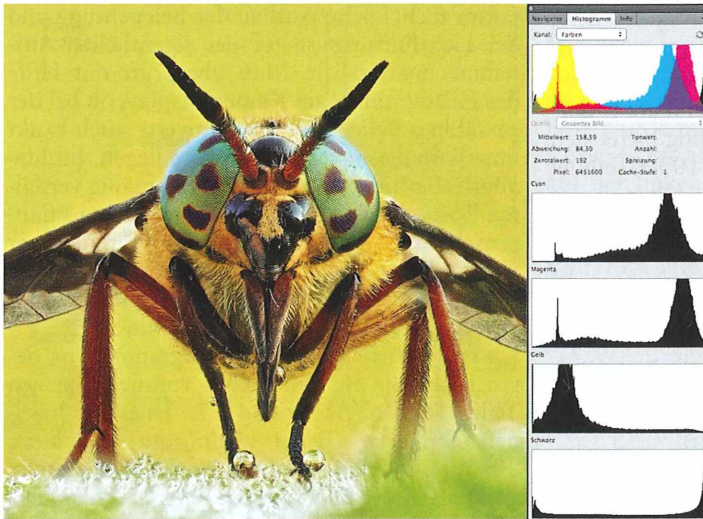 Navigator Histogramm Info
Kanal: Farben
Quelle: Gesamtes Bild
Mittelwert: 158,59 Tonwert:
Abweichung: 84,30 Anzahl:
Zentralwert: 192 Spreizung:
Pixel: 6451600 Cache-Stufe: 1
Cyan
Magenta
Gelb
Schwarz